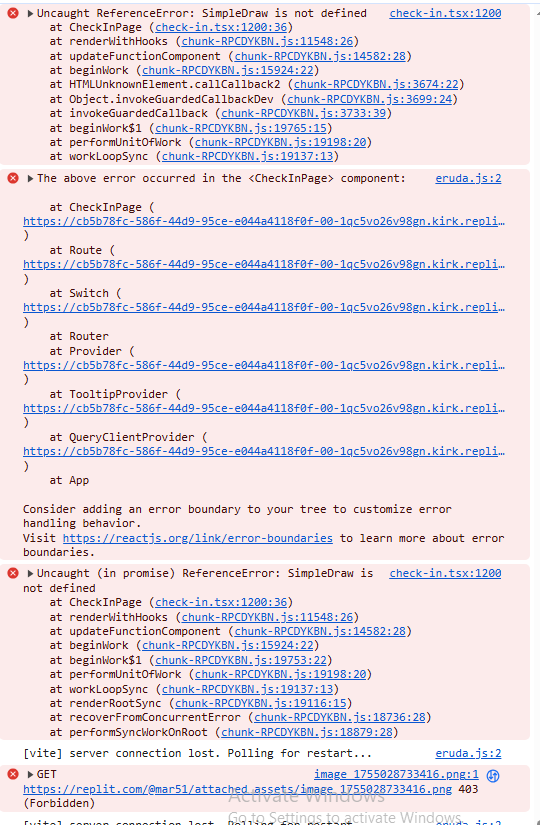 Uncaught ReferenceError: SimpleDraw is not defined check-in.tsx:1200
at CheckInPage (check-in.tsx:1200:36)
at renderWithHooks (chunk-RPCDYKBN.js:11548:26)
at updateFunctionComponent (chunk-RPCDYKBN.js:14582:28)
at beginWork (chunk-RPCDYKBN.js:15924:22)
at HTMLUnknownElement.callCallback2 (chunk-RPCDYKBN.js:3674:22)
at Object.invokeGuardedCallbackDev (chunk-RPCDYKBN.js:3699:24)
at invokeGuardedCallback (chunk-RPCDYKBN.js:3733:39)
at beginWork$1 (chunk-RPCDYKBN.js:19765:15)
at performUnitOfWork (chunk-RPCDYKBN.js:19198:20)
at workLoopSync (chunk-RPCDYKBN.js:19137:13)
The above error occurred in the <CheckInPage> component: eruda.js:2
at CheckInPage (
https://cb5b78fc-586f-44d9-95ce-e044a4118f0f-00-1qc5vo26v98gn.kirk.repli…
)
at Route (
https://cb5b78fc-586f-44d9-95ce-e044a4118f0f-00-1qc5vo26v98gn.kirk.repli…
)
at Switch (
https://cb5b78fc-586f-44d9-95ce-e044a4118f0f-00-1qc5vo26v98gn.kirk.repli…
)
at Router
at Provider (
https://cb5b78fc-586f-44d9-95ce-e044a4118f0f-00-1qc5vo26v98gn.kirk.repli…
)
at TooltipProvider (
https://cb5b78fc-586f-44d9-95ce-e044a4118f0f-00-1qc5vo26v98gn.kirk.repli…
)
at QueryClientProvider (
https://cb5b78fc-586f-44d9-95ce-e044a4118f0f-00-1qc5vo26v98gn.kirk.repli…
)
at App
Consider adding an error boundary to your tree to customize error
handling behavior.
Visit https://reactjs.org/link/error-boundaries to learn more about error
boundaries.
Uncaught (in promise) ReferenceError: SimpleDraw is check-in.tsx:1200
not defined
at CheckInPage (check-in.tsx:1200:36)
at renderWithHooks (chunk-RPCDYKBN.js:11548:26)
at updateFunctionComponent (chunk-RPCDYKBN.js:14582:28)
at beginWork (chunk-RPCDYKBN.js:15924:22)
at beginWork$1 (chunk-RPCDYKBN.js:19753:22)
at performUnitOfWork (chunk-RPCDYKBN.js:19198:20)
at workLoopSync (chunk-RPCDYKBN.js:19137:13)
at renderRootSync (chunk-RPCDYKBN.js:19116:15)
at recoverFromConcurrentError (chunk-RPCDYKBN.js:18736:28)
at performSyncWorkOnRoot (chunk-RPCDYKBN.js:18879:28)
[vite] server connection lost. Polling for restart... eruda.js:2
GET image_1755028733416.png:1
https://replit.com/@mar51/attached_assets/image_1755028733416.png 403
(Forbidden)
Activate Windows
Go to Settings to activate Windows.
[vite] server connection lost. Polling for restart... eruda.js:2